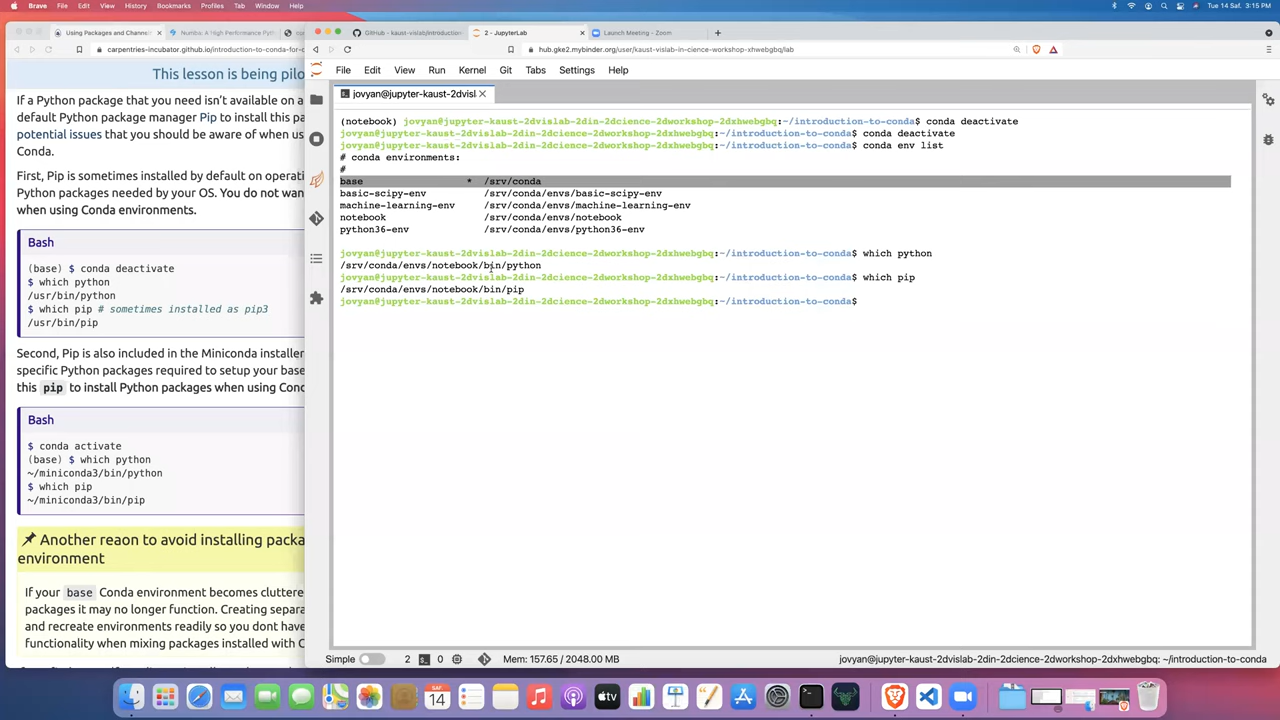 Brave File Edit View History Bookmarks Profiles Tab Window Help
Tue 14 Saf. 3:15 PM
Using Packages and Channel
Numba: A High Performance Pyth
GitHub - kaust-vislab/introduction
2 - JupyterLab
Launch Meeting - Zoom
carpentries-incubator.github.io/introduction-to-conda-for-
hub.gke2.mybinder.org/user/kaust-vislab-in-cience-workshop-xhwebgbq/lab
This lesson is being pilo
If a Python package that you need isn't available on a
default Python package manager Pip to install this pa
potential issues that you should be aware of when us
Conda.
First, Pip is sometimes installed by default on operati
Python packages needed by your OS. You do not wan
when using Conda environments.
Bash
(base) $ conda deactivate
$ which python
/usr/bin/python
$ which pip # sometimes installed as pip3
/usr/bin/pip
Second, Pip is also included in the Miniconda installer
specific Python packages required to setup your base
this pip to install Python packages when using Cond
Bash
$ conda activate
(base) $ which python
~/miniconda3/bin/python
$ which pip
~/miniconda3/bin/pip
Another reaon to avoid installing packa
environment
If your base Conda environment becomes cluttere
packages it may no longer function. Creating separa
and recreate environments readily so you dont have
functionality when mixing packages installed with C
File Edit View Run Kernel Git Tabs Settings Help
jovyan@jupyter-kaust-2dvisl
(notebook) jovyan@jupyter-kaust-2dvislab-2din-2dcience-2dworkshop-2dxhwebgbq:~/introduction-to-conda$ conda deactivate
jovyan@jupyter-kaust-2dvislab-2din-2dcience-2dworkshop-2dxhwebgbq:~/introduction-to-conda$ conda deactivate
jovyan@jupyter-kaust-2dvislab-2din-2dcience-2dworkshop-2dxhwebgbq:~/introduction-to-conda$ conda env list
# conda environments:
#
base * /srv/conda
basic-scipy-env /srv/conda/envs/basic-scipy-env
machine-learning-env /srv/conda/envs/machine-learning-env
notebook /srv/conda/envs/notebook
python36-env /srv/conda/envs/python36-env
jovyan@jupyter-kaust-2dvislab-2din-2dcience-2dworkshop-2dxhwebgbq:~/introduction-to-conda$ which python
/srv/conda/envs/notebook/bin/python
jovyan@jupyter-kaust-2dvislab-2din-2dcience-2dworkshop-2dxhwebgbq:~/introduction-to-conda$ which pip
/srv/conda/envs/notebook/bin/pip
jovyan@jupyter-kaust-2dvislab-2din-2dcience-2dworkshop-2dxhwebgbq:~/introduction-to-conda$
Simple 2 0 Mem: 157.65 / 2048.00 MB
jovyan@jupyter-kaust-2dvislab-2din-2dcience-2dworkshop-2dxhwebgbq: ~/introduction-to-conda
14
tv